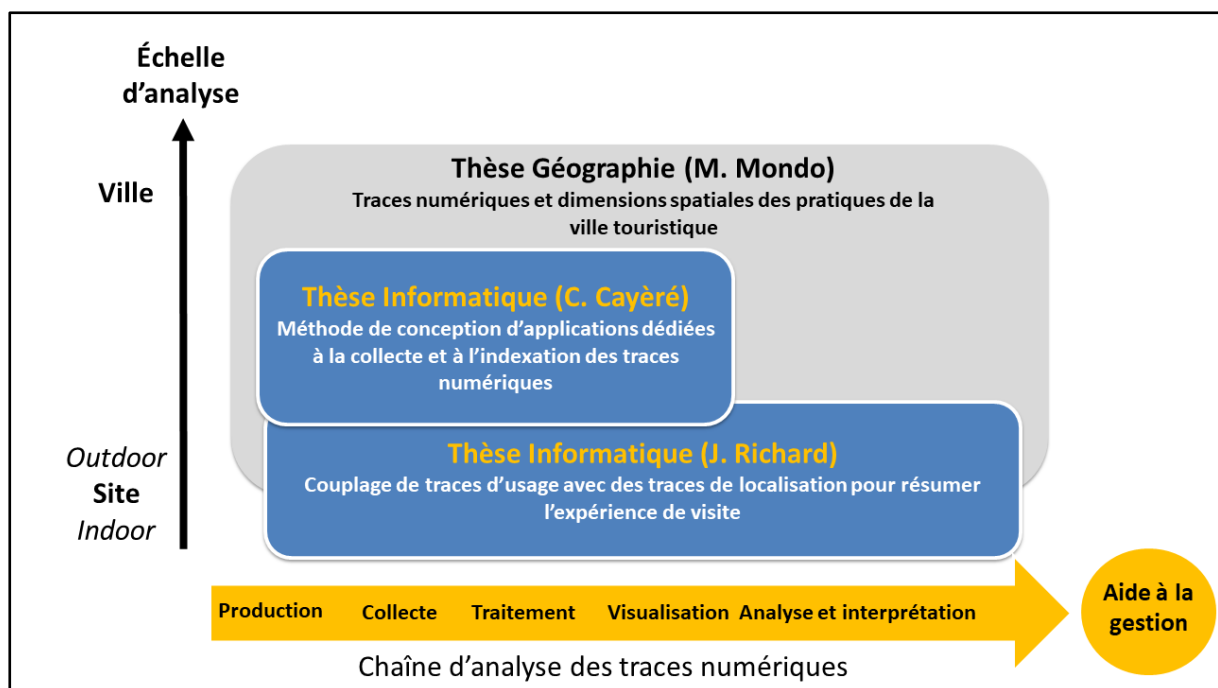 Échelle
d'analyse
Ville
Thèse Géographie (M. Mondo)
Traces numériques et dimensions spatiales des pratiques de la
ville touristique
Thèse Informatique (C. Cayèré)
Méthode de conception d'applications dédiées
à la collecte et à l'indexation des traces
numériques
Outdoor
Site
Indoor
Thèse Informatique (J. Richard)
Couplage de traces d'usage avec des traces de localisation pour résumer
l'expérience de visite
Production Collecte Traitement Visualisation Analyse et interprétation
Aide à la
gestion
Chaîne d'analyse des traces numériques